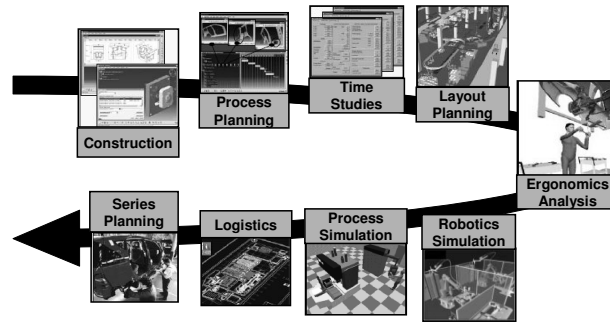 Construction
Process
Planning
Time
Studies
Layout
Planning
Ergonomics
Analysis
Robotics
Simulation
Process
Simulation
Logistics
Series
Planning